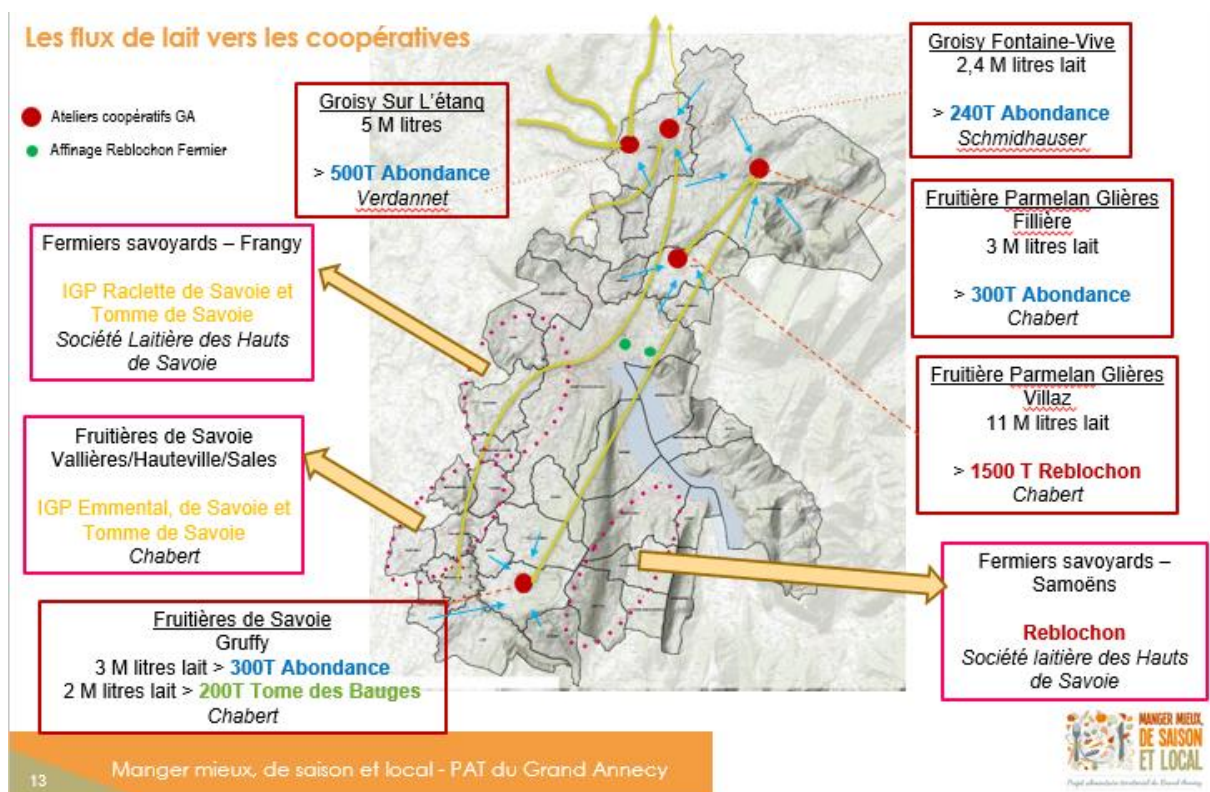 Les flux de lait vers les coopératives
Ateliers coopératifs GA
Affinage Reblochon Fermier
Groisy Sur L'étang
5 M litres
> 500T Abondance
Verdannet
Groisy Fontaine-Vive
2,4 M litres lait
> 240T Abondance
Schmidhauser
Fruitière Parmelan Glières
Fillière
3 M litres lait
> 300T Abondance
Chabert
Fruitière Parmelan Glières
Villaz
11 M litres lait
> 1500 T Reblochon
Chabert
Fermiers savoyards – Frangy
IGP Raclette de Savoie et
Tomme de Savoie
Société Laitière des Hauts
de Savoie
Fruitières de Savoie
Vallières/Hauteville/Sales
IGP Emmental, de Savoie et
Tomme de Savoie
Chabert
Fruitières de Savoie
Gruffy
3 M litres lait > 300T Abondance
2 M litres lait > 200T Tome des Bauges
Chabert
Fermiers savoyards –
Samoëns
Reblochon
Société laitière des Hauts
de Savoie
13
Manger mieux, de saison et local - PAT du Grand Annecy
MANGER MIEUX,
DE SAISON
ET LOCAL
Projet alimentaire territorial du Grand Annecy